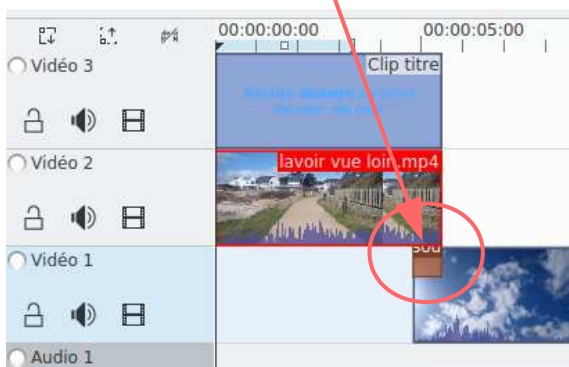 00:00:00:00 00:00:05:00
Vidéo 3
Clip titre
Vidéo 2
lavoir vue loin.mp4
Vidéo 1
Audio 1